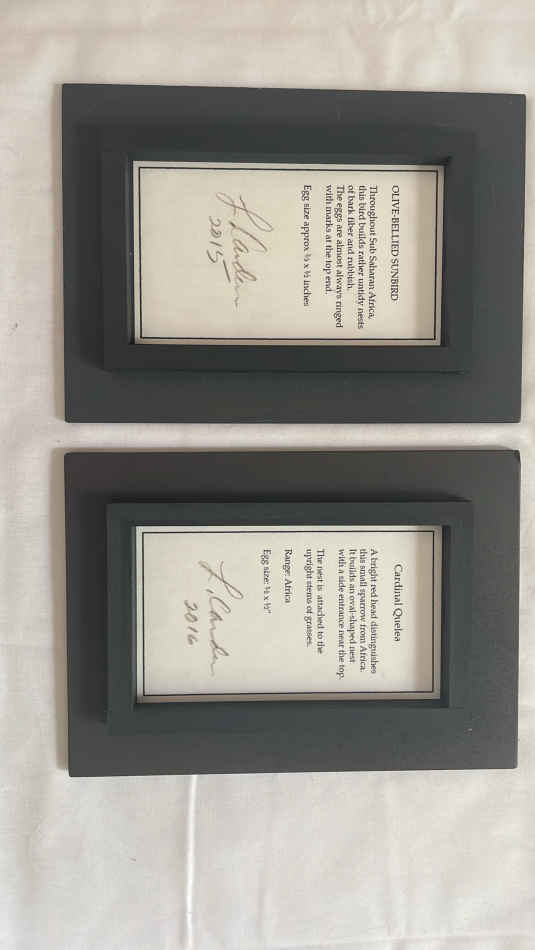 OLIVE-BELLIED SUNBIRD
Throughout Sub Saharan Africa,
this bird builds rather untidy nests
of bark fiber and rubbish.
The eggs are almost always ringed
with marks at the top end.
Egg size approx ⅔ x ½ inches
2015
Cardinal Quelea
A bright red head distinguishes
this small sparrow from Africa.
It builds an oval-shaped nest
with a side entrance near the top.
The nest is attached to the
upright stems of grasses.
Range: Africa
Egg size: x ½"
2016